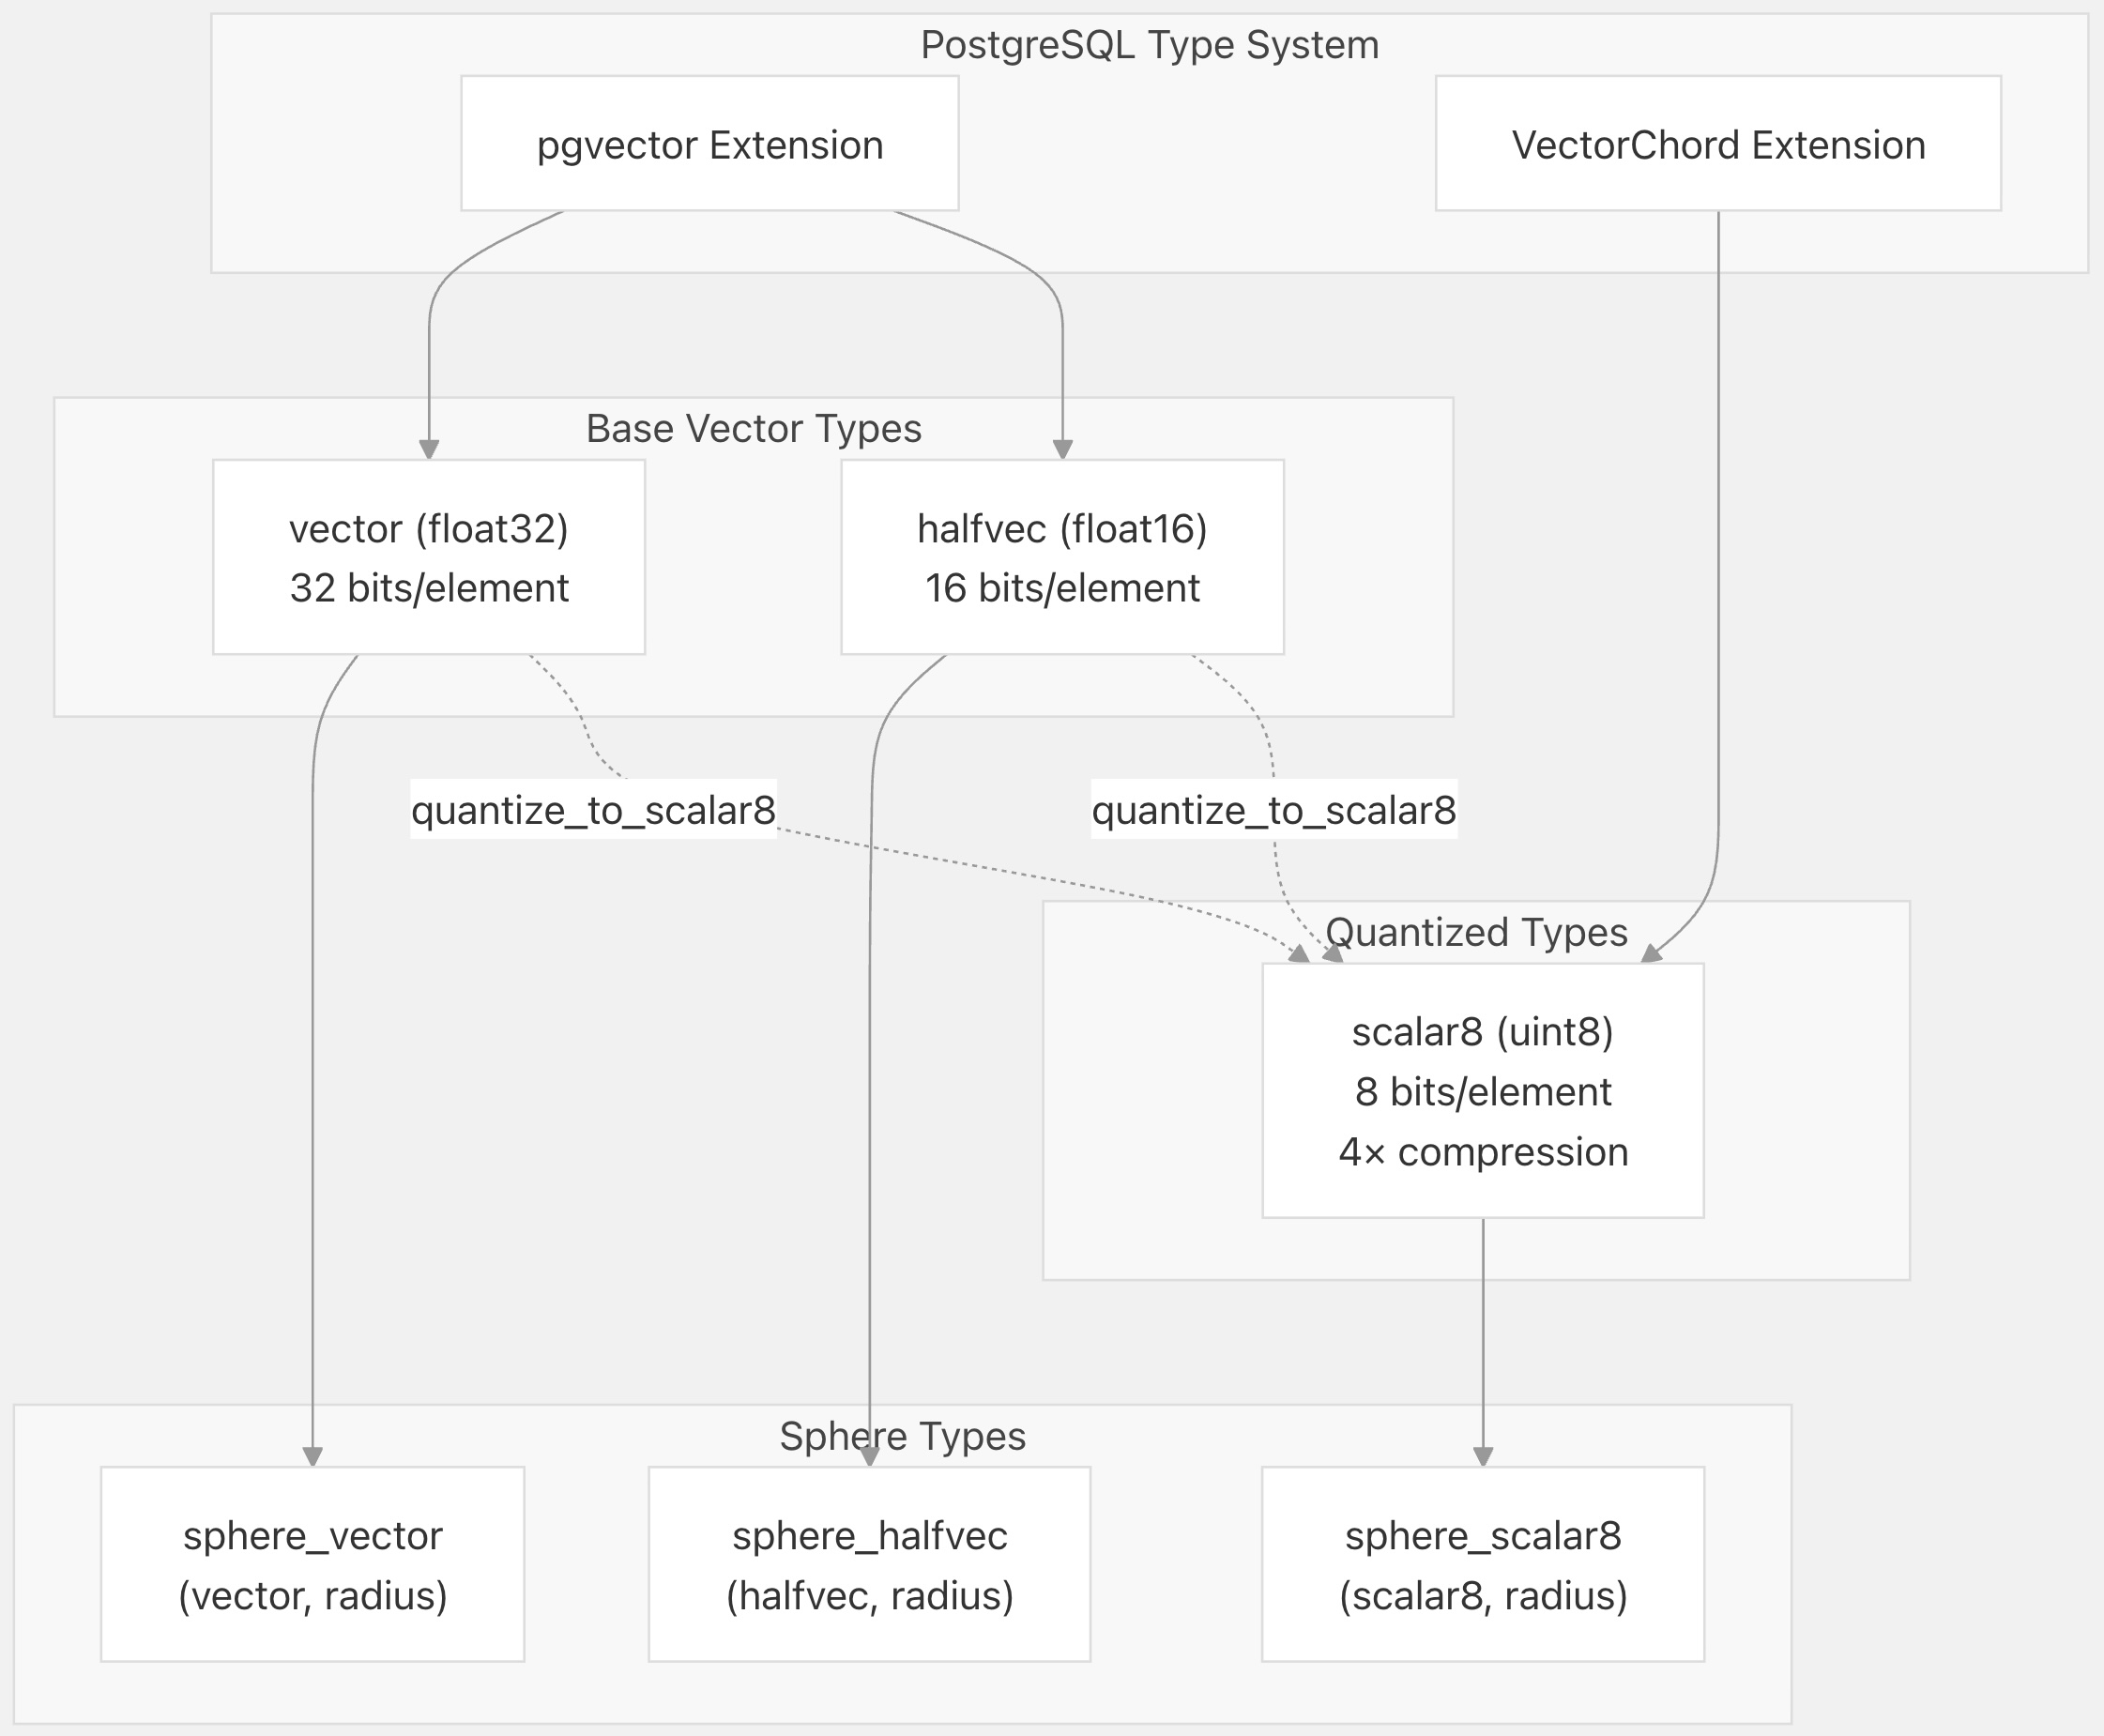 PostgreSQL Type System
pgvector Extension
VectorChord Extension
Base Vector Types
vector (float32)
32 bits/element
halfvec (float16)
16 bits/element
quantize_to_scalar8
quantize_to_scalar8
Quantized Types
scalar8 (uint8)
8 bits/element
4× compression
Sphere Types
sphere_vector
(vector, radius)
sphere_halfvec
(halfvec, radius)
sphere_scalar8
(scalar8, radius)